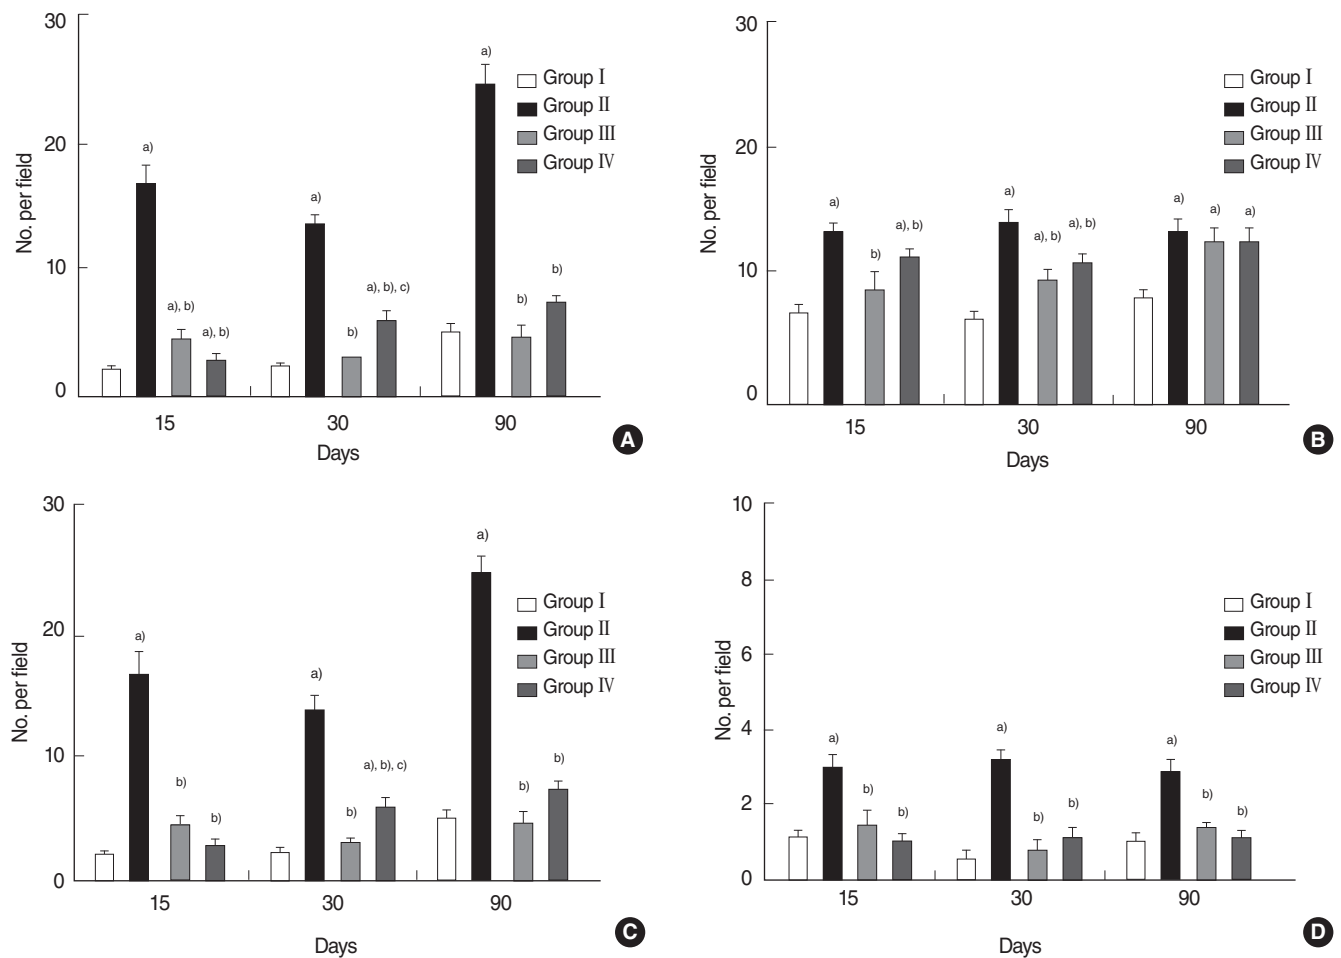 30
20
10
0
No. per field
a)
a), b)
a), b)
a)
b)
a), b), c)
a)
b)
b)
Group I
Group II
Group III
Group IV
15
30
90
Days
A
30
20
10
0
No. per field
a)
b)
a), b)
a)
a), b)
a), b)
a)
a)
a)
Group I
Group II
Group III
Group IV
15
30
90
Days
B
30
20
10
0
No. per field
a)
b)
b)
a)
b)
a), b), c)
a)
b)
b)
Group I
Group II
Group III
Group IV
15
30
90
Days
C
10
8
6
4
2
0
No. per field
a)
b)
b)
a)
b)
b)
a)
b)
b)
Group I
Group II
Group III
Group IV
15
30
90
Days
D